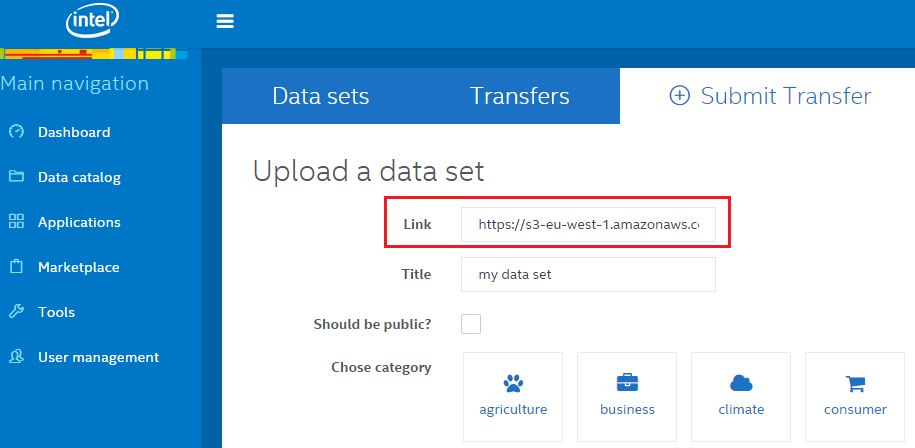 intel
Main navigation
Dashboard
Data catalog
Applications
Marketplace
Tools
User management
Data sets
Transfers
Submit Transfer
Upload a data set
Link
https://s3-eu-west-1.amazonaws.c
Title
my data set
Should be public?
Chose category
agriculture
business
climate
consumer